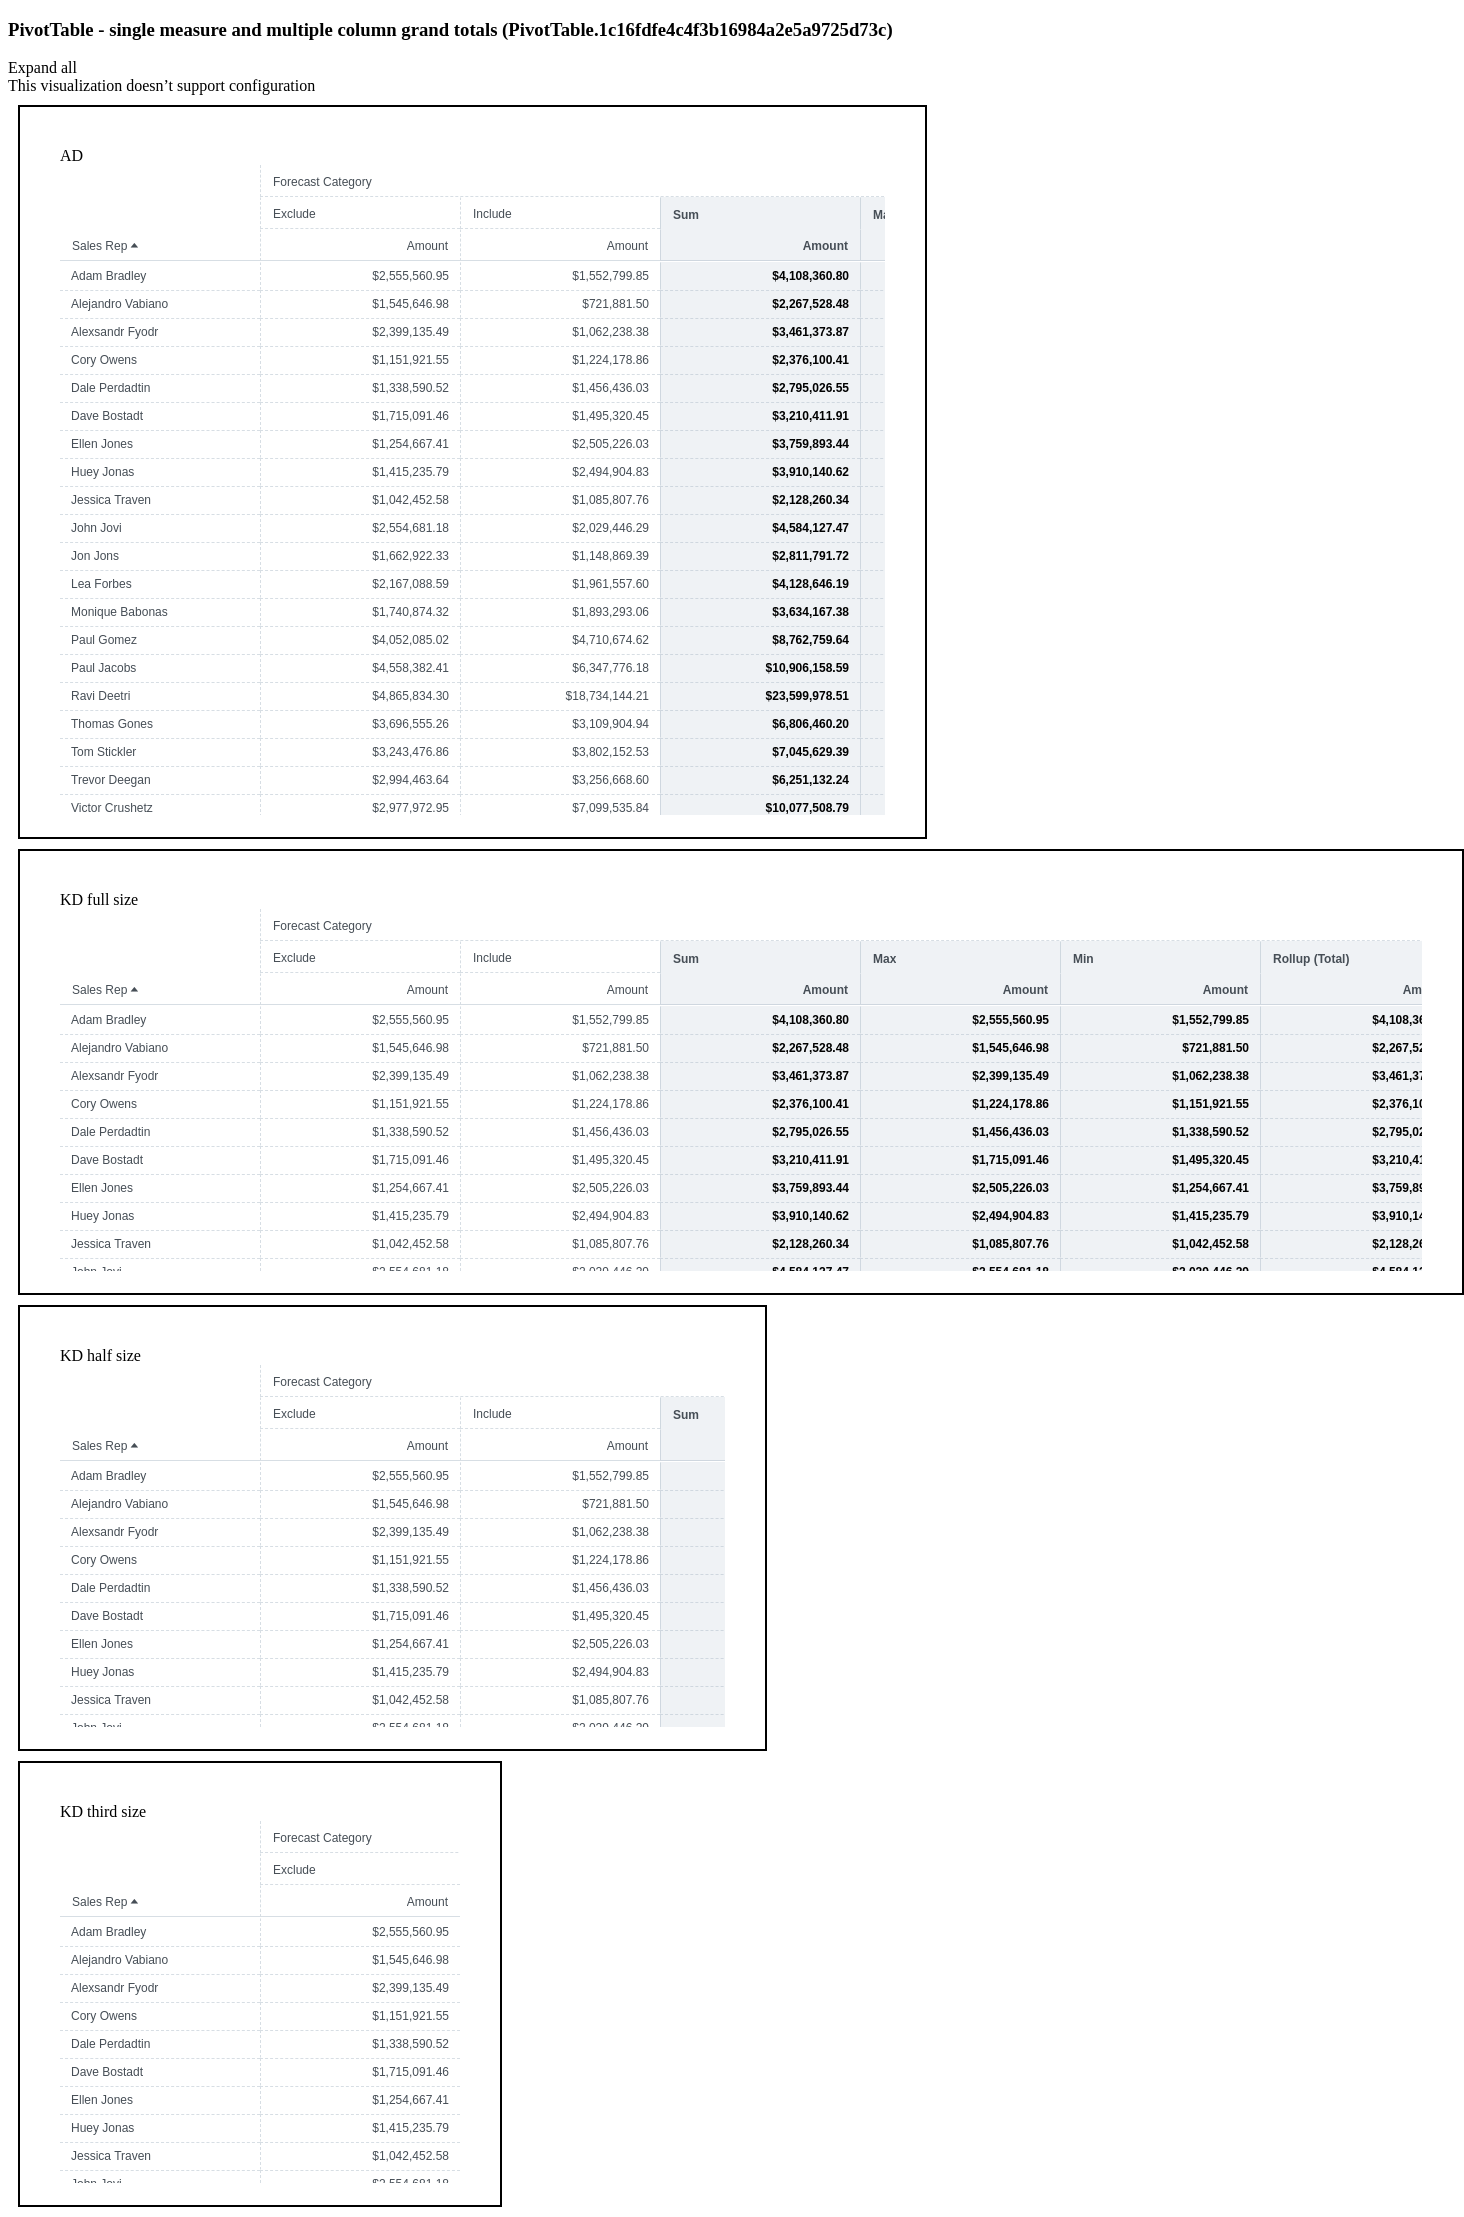 PivotTable - single measure and multiple column grand totals (PivotTable.1c16fdfe4c4f3b16984a2e5a9725d73c)
Expand all
This visualization doesn’t support configuration
AD
Forecast Category
Exclude Include Sum
Sales Rep Amount Amount Amount
Adam Bradley $2,555,560.95 $1,552,799.85 $4,108,360.80
Alejandro Vabiano $1,545,646.98 $721,881.50 $2,267,528.48
Alexsandr Fyodr $2,399,135.49 $1,062,238.38 $3,461,373.87
Cory Owens $1,151,921.55 $1,224,178.86 $2,376,100.41
Dale Perdadtin $1,338,590.52 $1,456,436.03 $2,795,026.55
Dave Bostadt $1,715,091.46 $1,495,320.45 $3,210,411.91
Ellen Jones $1,254,667.41 $2,505,226.03 $3,759,893.44
Huey Jonas $1,415,235.79 $2,494,904.83 $3,910,140.62
Jessica Traven $1,042,452.58 $1,085,807.76 $2,128,260.34
John Jovi $2,554,681.18 $2,029,446.29 $4,584,127.47
Jon Jons $1,662,922.33 $1,148,869.39 $2,811,791.72
Lea Forbes $2,167,088.59 $1,961,557.60 $4,128,646.19
Monique Babonas $1,740,874.32 $1,893,293.06 $3,634,167.38
Paul Gomez $4,052,085.02 $4,710,674.62 $8,762,759.64
Paul Jacobs $4,558,382.41 $6,347,776.18 $10,906,158.59
Ravi Deetri $4,865,834.30 $18,734,144.21 $23,599,978.51
Thomas Gones $3,696,555.26 $3,109,904.94 $6,806,460.20
Tom Stickler $3,243,476.86 $3,802,152.53 $7,045,629.39
Trevor Deegan $2,994,463.64 $3,256,668.60 $6,251,132.24
Victor Crushetz $2,977,972.95 $7,099,535.84 $10,077,508.79
KD full size
Forecast Category
Exclude Include Sum Max Min Rollup (Total)
Sales Rep Amount Amount Amount Amount Amount Am
Adam Bradley $2,555,560.95 $1,552,799.85 $4,108,360.80 $2,555,560.95 $1,552,799.85 $4,108,36
Alejandro Vabiano $1,545,646.98 $721,881.50 $2,267,528.48 $1,545,646.98 $721,881.50 $2,267,52
Alexsandr Fyodr $2,399,135.49 $1,062,238.38 $3,461,373.87 $2,399,135.49 $1,062,238.38 $3,461,37
Cory Owens $1,151,921.55 $1,224,178.86 $2,376,100.41 $1,224,178.86 $1,151,921.55 $2,376,10
Dale Perdadtin $1,338,590.52 $1,456,436.03 $2,795,026.55 $1,456,436.03 $1,338,590.52 $2,795,02
Dave Bostadt $1,715,091.46 $1,495,320.45 $3,210,411.91 $1,715,091.46 $1,495,320.45 $3,210,41
Ellen Jones $1,254,667.41 $2,505,226.03 $3,759,893.44 $2,505,226.03 $1,254,667.41 $3,759,89
Huey Jonas $1,415,235.79 $2,494,904.83 $3,910,140.62 $2,494,904.83 $1,415,235.79 $3,910,14
Jessica Traven $1,042,452.58 $1,085,807.76 $2,128,260.34 $1,085,807.76 $1,042,452.58 $2,128,26
KD half size
Forecast Category
Exclude Include Sum
Sales Rep Amount Amount
Adam Bradley $2,555,560.95 $1,552,799.85
Alejandro Vabiano $1,545,646.98 $721,881.50
Alexsandr Fyodr $2,399,135.49 $1,062,238.38
Cory Owens $1,151,921.55 $1,224,178.86
Dale Perdadtin $1,338,590.52 $1,456,436.03
Dave Bostadt $1,715,091.46 $1,495,320.45
Ellen Jones $1,254,667.41 $2,505,226.03
Huey Jonas $1,415,235.79 $2,494,904.83
Jessica Traven $1,042,452.58 $1,085,807.76
KD third size
Forecast Category
Exclude
Sales Rep Amount
Adam Bradley $2,555,560.95
Alejandro Vabiano $1,545,646.98
Alexsandr Fyodr $2,399,135.49
Cory Owens $1,151,921.55
Dale Perdadtin $1,338,590.52
Dave Bostadt $1,715,091.46
Ellen Jones $1,254,667.41
Huey Jonas $1,415,235.79
Jessica Traven $1,042,452.58